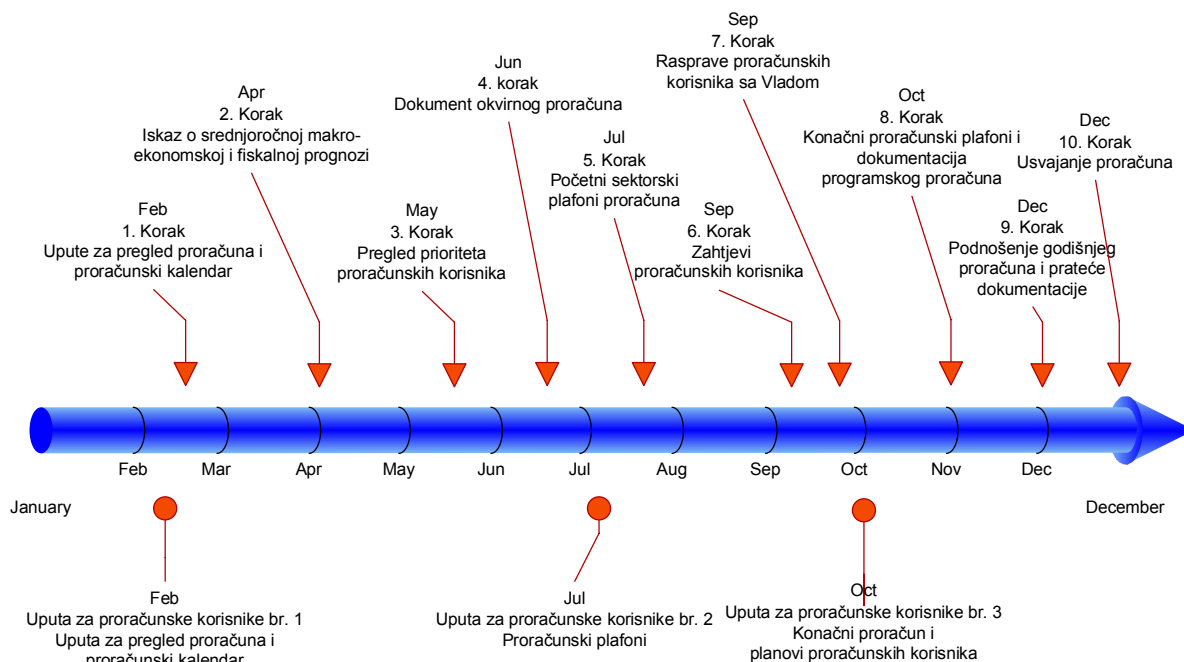 Feb
1. Korak
Upute za pregled proračuna i
proračunski kalendar
Apr
2. Korak
Iskaz o srednjoročnoj makro-
ekonomskoj i fiskalnoj prognozi
May
3. Korak
Pregled prioriteta
proračunskih korisnika
Jun
4. korak
Dokument okvirnog proračuna
Jul
5. Korak
Početni sektorski
plafoni proračuna
Sep
6. Korak
Zahtjevi
proračunskih korisnika
Sep
7. Korak
Rasprave proračunskih
korisnika sa Vladom
Oct
8. Korak
Konačni proračunski plafoni i
dokumentacija
programskog proračuna
Dec
9. Korak
Podnošenje godišnjeg
proračuna i prateće
dokumentacije
Dec
10. Korak
Usvajanje proračuna
Feb
Mar
Apr
May
Jun
Jul
Aug
Sep
Oct
Nov
Dec
January
December
Feb
Uputa za proračunske korisnike br. 1
Uputa za pregled proračuna i
proračunski kalendar
Jul
Uputa za proračunske korisnike br. 2
Proračunski plafoni
Oct
Uputa za proračunske korisnike br. 3
Konačni proračun i
planovi proračunskih korisnika